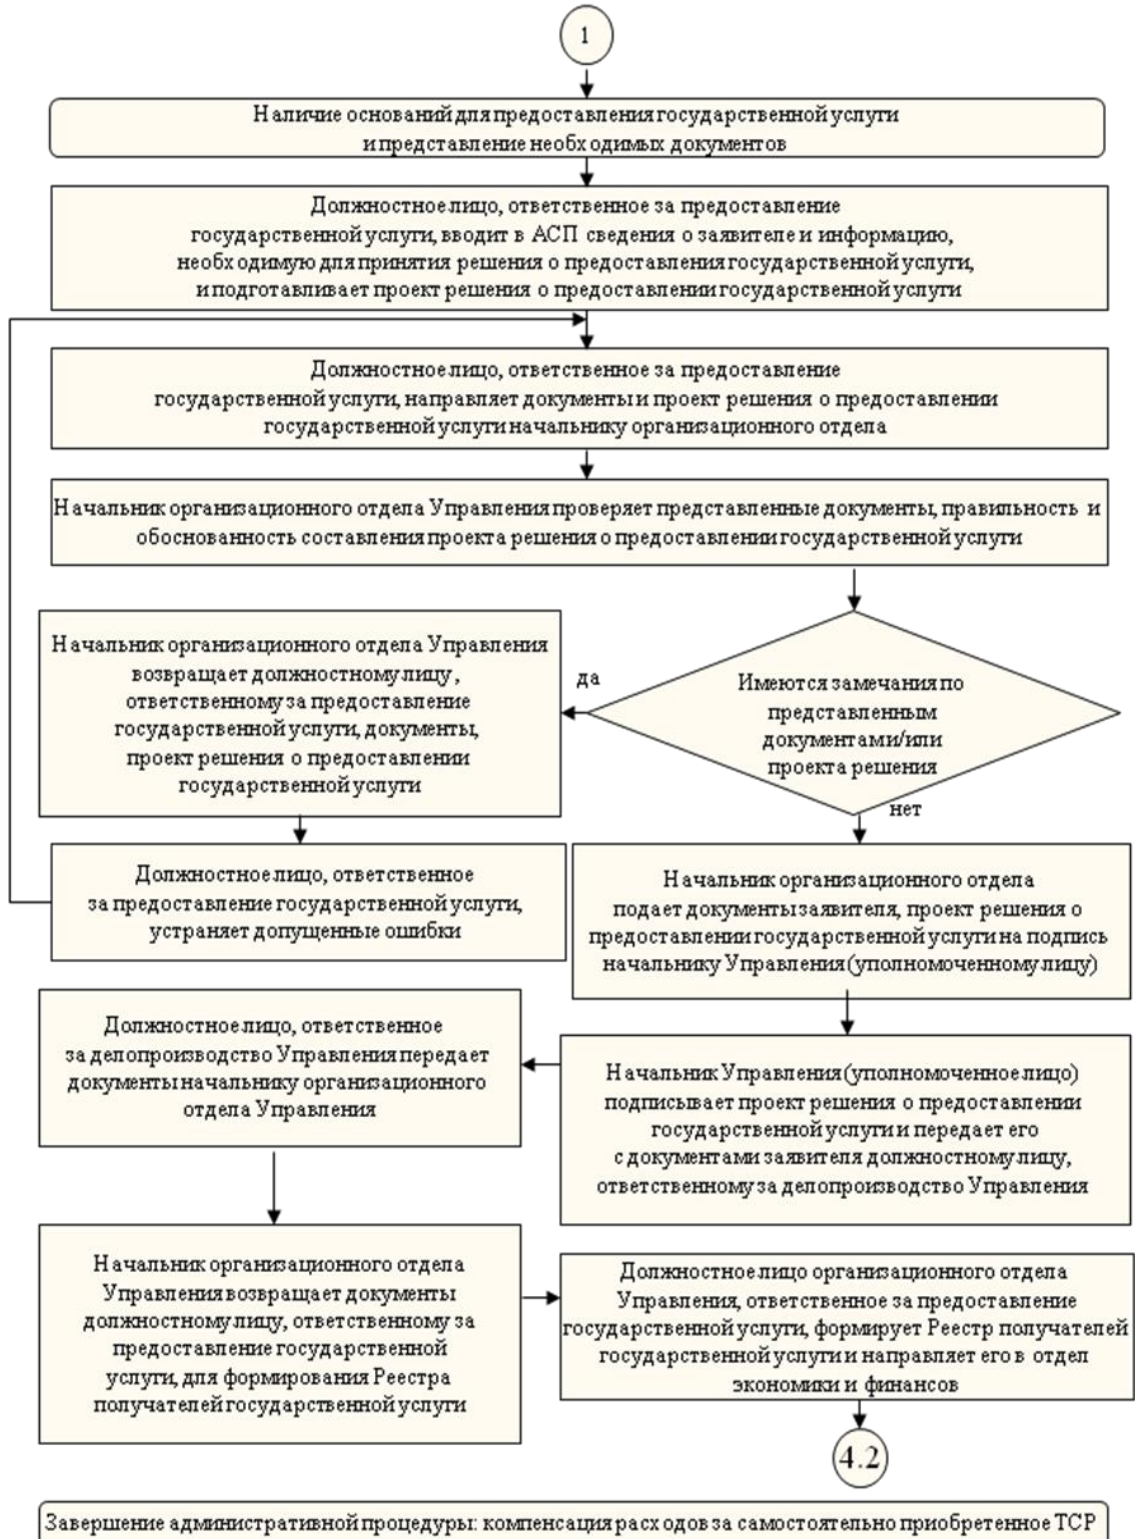 1
Наличие оснований для предоставления государственной услуги
и представление необходимых документов
Должностное лицо, ответственное за предоставление
государственной услуги, вводит в АСП сведения о заявителе и информацию,
необходимую для принятия решения о предоставления государственной услуги,
и подготавливает проект решения о предоставлении государственной услуги
Должностное лицо, ответственное за предоставление
государственной услуги, направляет документы и проект решения о предоставлении
государственной услуги начальнику организационного отдела
Начальник организационного отдела Управления проверяет представленные документы, правильность и
обоснованность составления проекта решения о предоставлении государственной услуги
Начальник организационного отдела Управления
возвращает должностному лицу,
ответственному за предоставление
государственной услуги, документы,
проект решения о предоставлении
государственной услуги
да
Имеются замечания по
представленным
документам и/или
проекта решения
нет
Должностное лицо, ответственное
за предоставление государственной услуги,
устраняет допущенные ошибки
Начальник организационного отдела
подает документы заявителя, проект решения о
предоставлении государственной услуги на подпись
начальнику Управления (уполномоченному лицу)
Должностное лицо, ответственное
за делопроизводство Управления передает
документы начальнику организационного
отдела Управления
Начальник Управления (уполномоченное лицо)
подписывает проект решения о предоставлении
государственной услуги и передает его
с документами заявителя должностному лицу,
ответственному за делопроизводство Управления
Начальник организационного отдела
Управления возвращает документы
должностному лицу, ответственному за
предоставление государственной
услуги, для формирования Реестра
получателей государственной услуги
Должностное лицо организационного отдела
Управления, ответственное за предоставление
государственной услуги, формирует Реестр получателей
государственной услуги и направляет его в отдел
экономики и финансов
4.2
Завершение административной процедуры: компенсация расходов за самостоятельно приобретенное ТСР